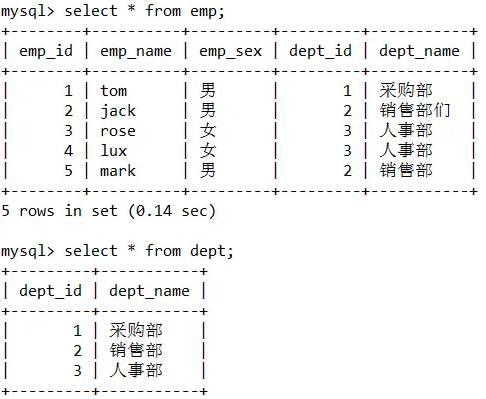 mysql> select * from emp;
+--------+----------+---------+---------+-----------+
| emp_id | emp_name | emp_sex | dept_id | dept_name |
+--------+----------+---------+---------+-----------+
| 1 | tom | 男 | 1 | 采购部 |
| 2 | jack | 男 | 2 | 销售部们 |
| 3 | rose | 女 | 3 | 人事部 |
| 4 | lux | 女 | 3 | 人事部 |
| 5 | mark | 男 | 2 | 销售部 |
+--------+----------+---------+---------+-----------+
5 rows in set (0.14 sec)
mysql> select * from dept;
+---------+-----------+
| dept_id | dept_name |
+---------+-----------+
| 1 | 采购部 |
| 2 | 销售部 |
| 3 | 人事部 |
+---------+-----------+